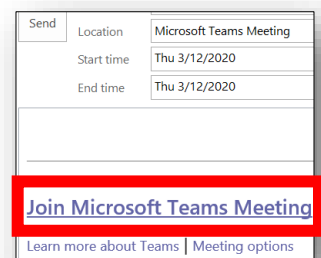 Send
Location Microsoft Teams Meeting
Start time Thu 3/12/2020
End time Thu 3/12/2020
Join Microsoft Teams Meeting
Learn more about Teams | Meeting options